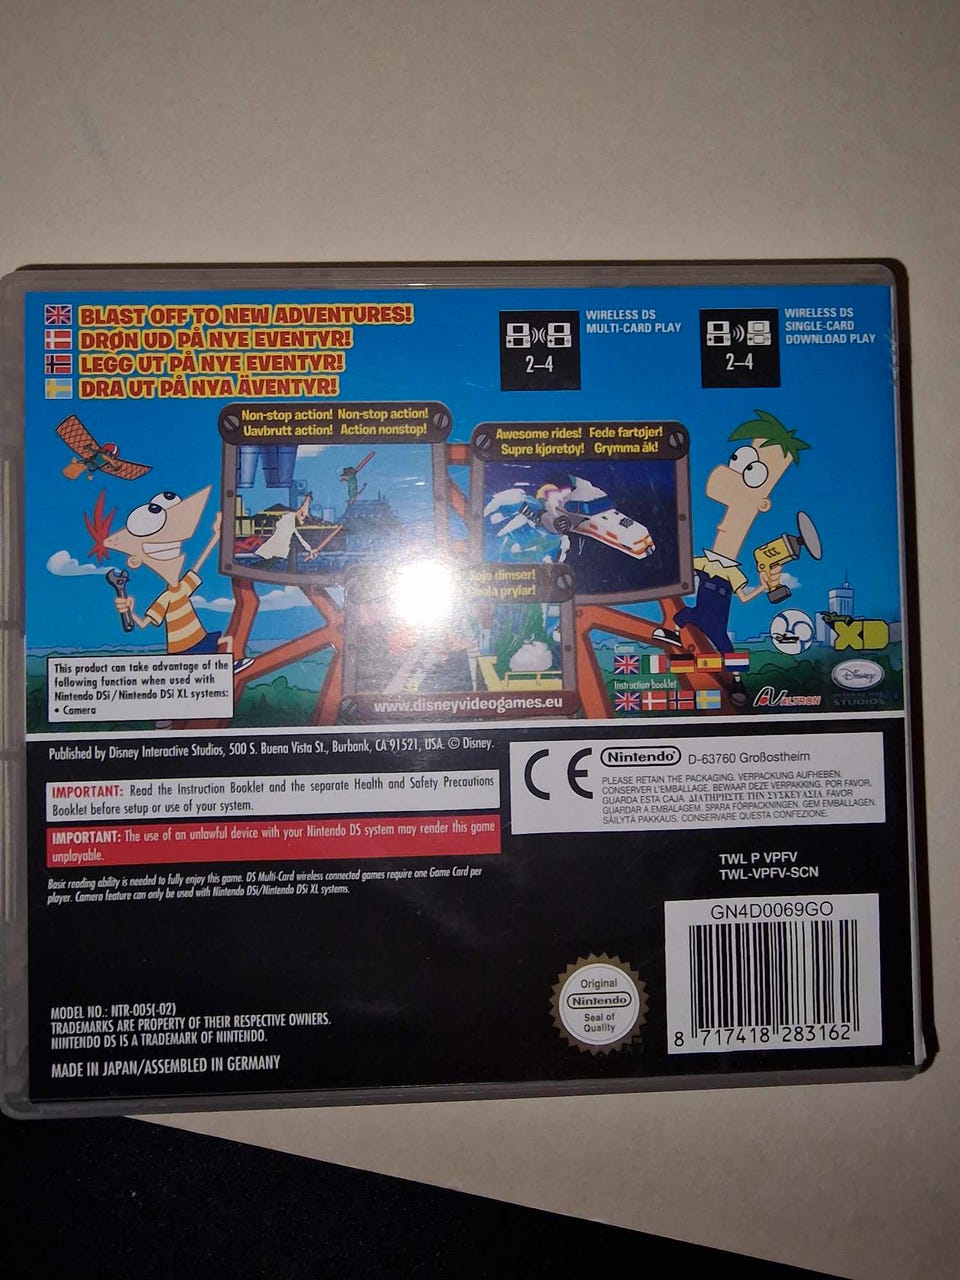 BLAST OFF TO NEW ADVENTURES!
DRØN UD PÅ NYE EVENTYR!
LEGG UT PÅ NYE EVENTYR!
DRA UT PÅ NYA ÄVENTYR!
WIRELESS DS
MULTI-CARD PLAY
2–4
WIRELESS DS
SINGLE-CARD
DOWNLOAD PLAY
2–4
Non-stop action! Non-stop action!
Uavbrutt action! Action nonstop!
Awesome rides! Fede fartøjer!
Supre kjøretøy! Grymma åk!
Seje dimser!
Coola prylar!
This product can take advantage of the
following function when used with
Nintendo DSi/Nintendo DSi XL systems:
• Camera
www.disneyvideogames.eu
Game
Instruction booklet
Disney
Disney
XD
ALTRON
Disney
INTERACTIVE
STUDIOS
Published by Disney Interactive Studios, 500 S. Buena Vista St., Burbank, CA 91521, USA. © Disney.
IMPORTANT: Read the Instruction Booklet and the separate Health and Safety Precautions
Booklet before setup or use of your system.
IMPORTANT: The use of an unlawful device with your Nintendo DS system may render this game
unplayable.
Basic reading ability is needed to fully enjoy this game. DS Multi-Card wireless connected games require one Game Card per
player. Camera feature can only be used with Nintendo DSi/Nintendo DSi XL systems.
CE
Nintendo®
D-63760 Großostheim
PLEASE RETAIN THE PACKAGING. VERPACKUNG AUFHEBEN.
CONSERVER L'EMBALLAGE. BEWAAR DEZE VERPAKKING. POR FAVOR,
GUARDA ESTA CAJA. ΔΙΑΤΗΡΗΣΤΕ ΤΗΝ ΣΥΣΚΕΥΑΣΙΑ. FAVOR
GUARDAR A EMBALAGEM. SPARA FÖRPACKNINGEN. GEM EMBALLAGEN.
SÄILYTÄ PAKKAUS. CONSERVARE QUESTA CONFEZIONE.
TWL P VPFV
TWL-VPFV-SCN
GN4D0069GO
8 717418 283162
Original
Nintendo
Seal of
Quality
MODEL NO.: NTR-005(-02)
TRADEMARKS ARE PROPERTY OF THEIR RESPECTIVE OWNERS.
NINTENDO DS IS A TRADEMARK OF NINTENDO.
MADE IN JAPAN/ASSEMBLED IN GERMANY